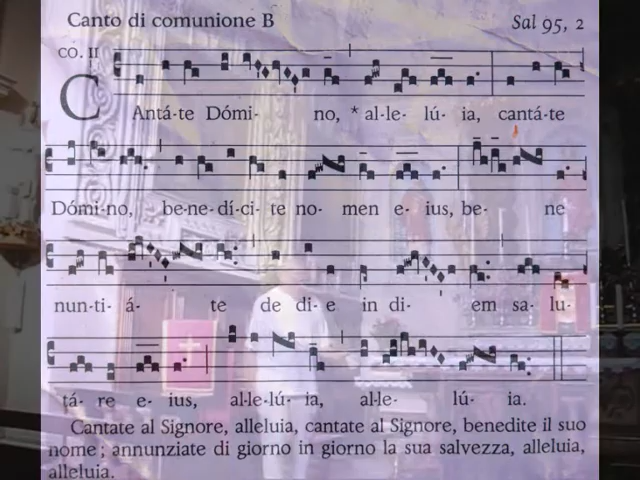 Canto di comunione B
Sal 95, 2
CO. II
CAntá-te Dómi- no, * al-le- lú- ia, cantá-te
Dómi-no, be-ne-dí-ci- te no- men e- ius, be- ne
nun-ti- á- te de di- e in di- em sa- lu-
tá- re e- ius, al-le-lú- ia, al-le- lú- ia.
Cantate al Signore, alleluia, cantate al Signore, benedite il suo
nome; annunziate di giorno in giorno la sua salvezza, alleluia,
alleluia.